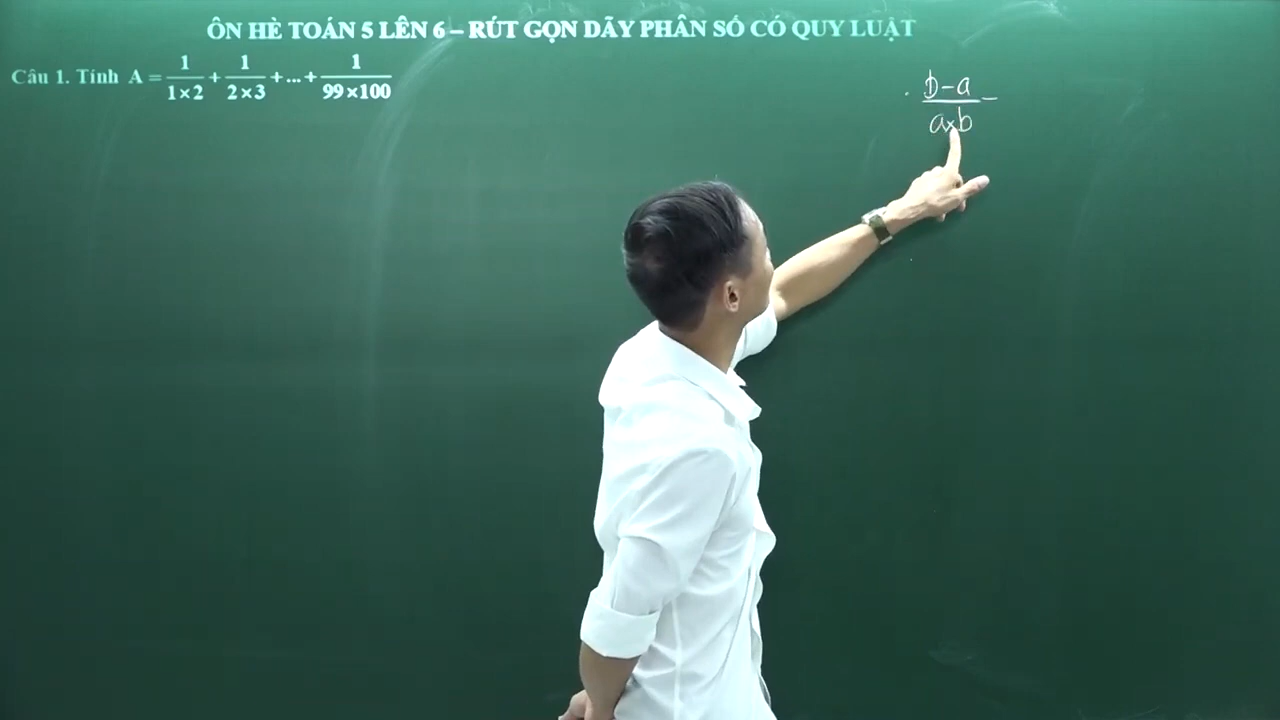 ÔN HÈ TOÁN 5 LÊN 6 – RÚT GỌN DÃY PHÂN SỐ CÓ QUY LUẬT
Câu 1. Tính A = 1/(1×2) + 1/(2×3) + ... + 1/(99×100)
b-a
a×b